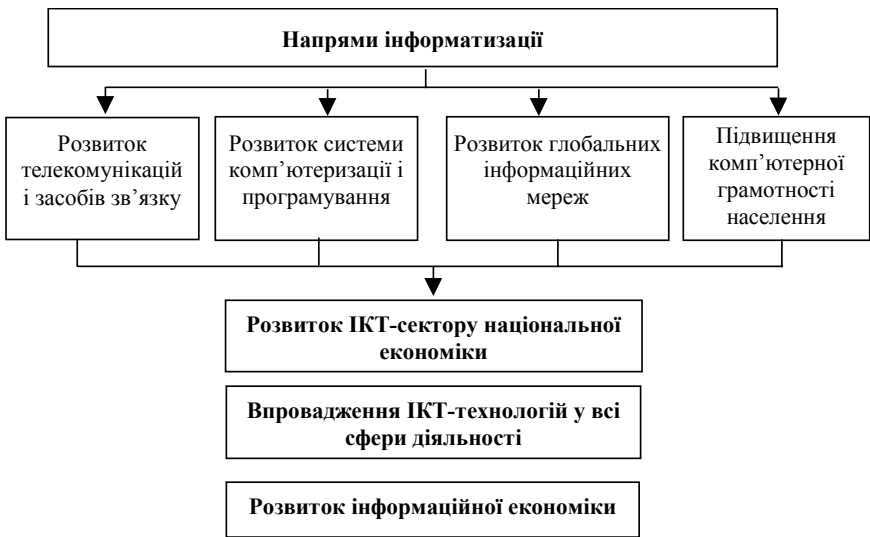 Напрями інформатизації
Розвиток
телекомунікацій
і засобів зв’язку
Розвиток системи
комп’ютеризації і
програмування
Розвиток глобальних
інформаційних
мереж
Підвищення
комп’ютерної
грамотності
населення
Розвиток ІКТ-сектору національної
економіки
Впровадження ІКТ-технологій у всі
сфери діяльності
Розвиток інформаційної економіки